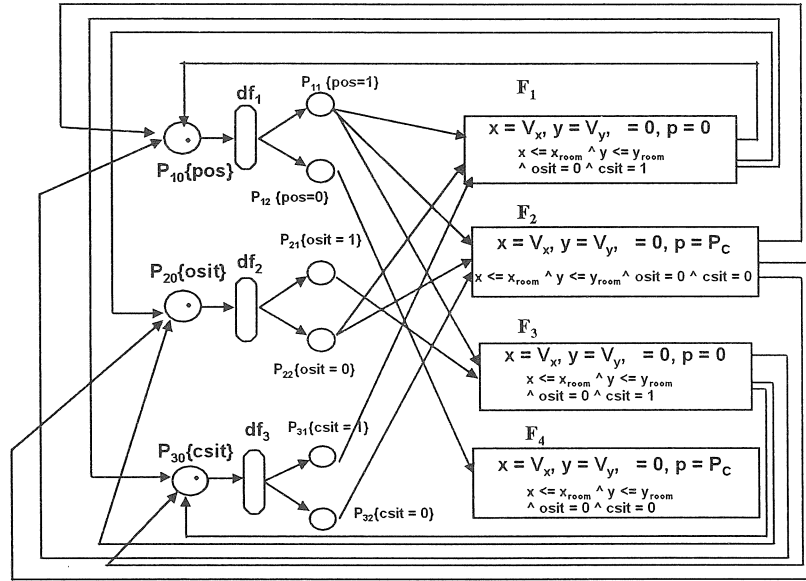 P11 {pos=1}
F1
df1
x = Vx, y = Vy, = 0, p = 0
x <= xroom ^ y <= yroom
^ osit = 0 ^ csit = 1
P10{pos}
P12 {pos=0}
F2
P21{osit = 1}
x = Vx, y = Vy, = 0, p = PC
x <= xroom ^ y <= yroom ^ osit = 0 ^ csit = 0
P20{osit}
df2
F3
x = Vx, y = Vy, = 0, p = 0
x <= xroom ^ y <= yroom
^ osit = 0 ^ csit = 1
P22{osit = 0}
P31{csit = 1}
df3
F4
P30{csit}
x = Vx, y = Vy, = 0, p = PC
x <= xroom ^ y <= yroom
^ osit = 0 ^ csit = 0
P32{csit = 0}